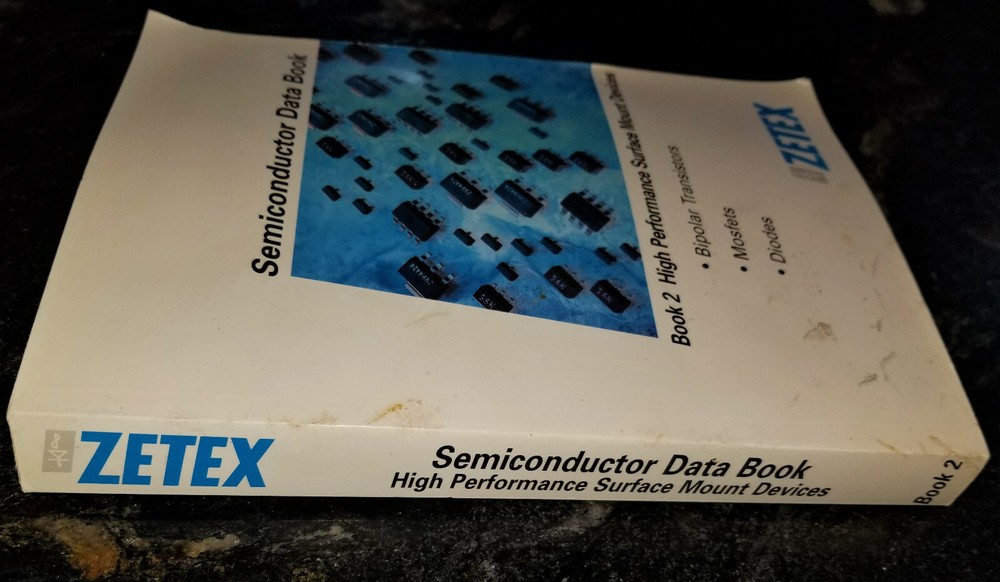 Semiconductor Data Book
Book 2 High Performance Surface Mount Devices
• Bipolar Transistors
• Mosfets
• Diodes
ZETEX
ZETEX
Semiconductor Data Book
High Performance Surface Mount Devices
Book 2